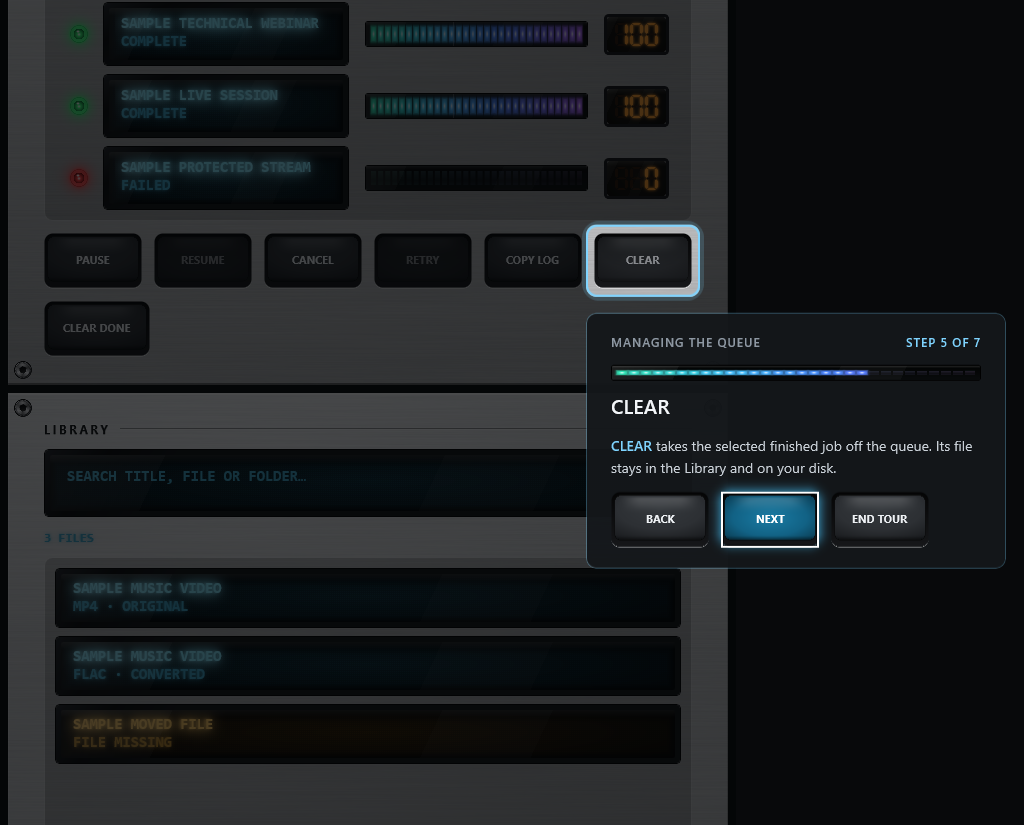 SAMPLE TECHNICAL WEBINAR
COMPLETE
100
SAMPLE LIVE SESSION
COMPLETE
100
SAMPLE PROTECTED STREAM
FAILED
0
PAUSE
RESUME
CANCEL
RETRY
COPY LOG
CLEAR
CLEAR DONE
MANAGING THE QUEUE
STEP 5 OF 7
CLEAR
CLEAR takes the selected finished job off the queue. Its file
stays in the Library and on your disk.
BACK
NEXT
END TOUR
LIBRARY
SEARCH TITLE, FILE OR FOLDER…
3 FILES
SAMPLE MUSIC VIDEO
MP4 · ORIGINAL
SAMPLE MUSIC VIDEO
FLAC · CONVERTED
SAMPLE MOVED FILE
FILE MISSING